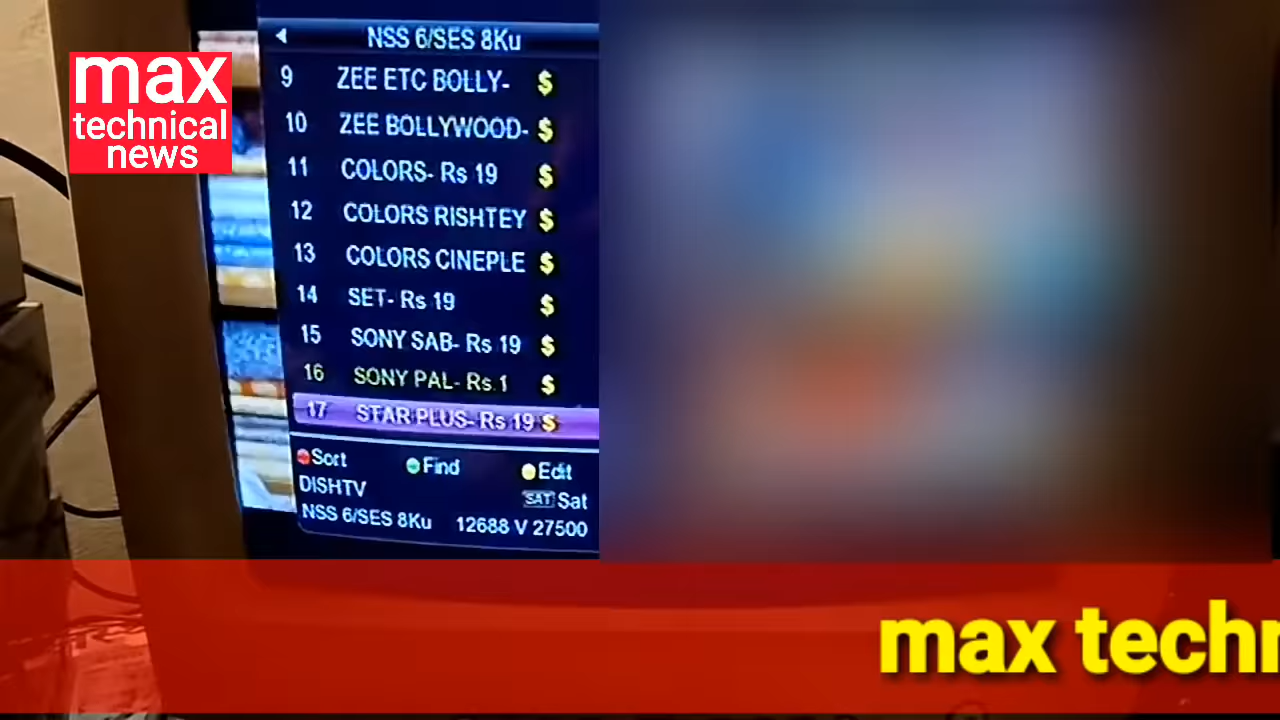 max
technical
news
NSS 6/SES 8Ku
9 ZEE ETC BOLLY- $
10 ZEE BOLLYWOOD- $
11 COLORS- Rs 19 $
12 COLORS RISHTEY $
13 COLORS CINEPLE $
14 SET- Rs 19 $
15 SONY SAB- Rs 19 $
16 SONY PAL- Rs.1 $
17 STAR PLUS- Rs 19 $
Sort Find Edit
DISHTV SAT Sat
NSS 6/SES 8Ku 12688 V 27500
max techn